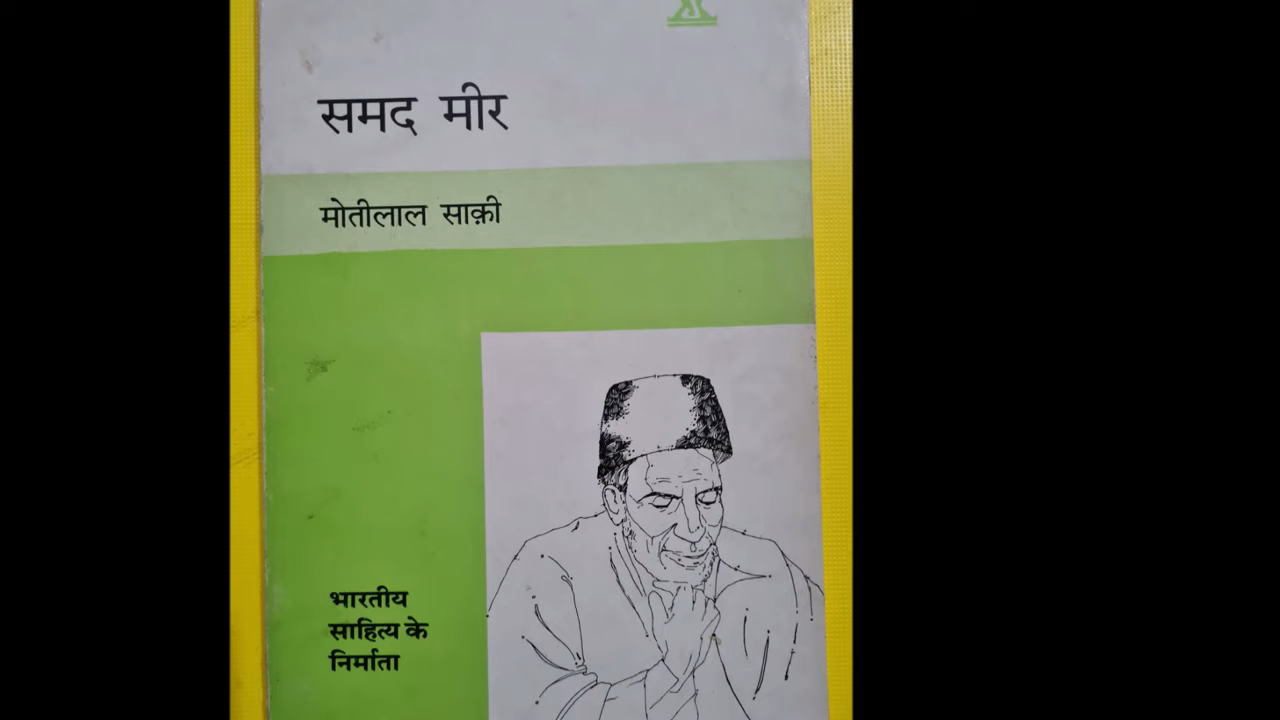 समद मीर
मोतीलाल साक़ी
भारतीय
साहित्य के
निर्माता